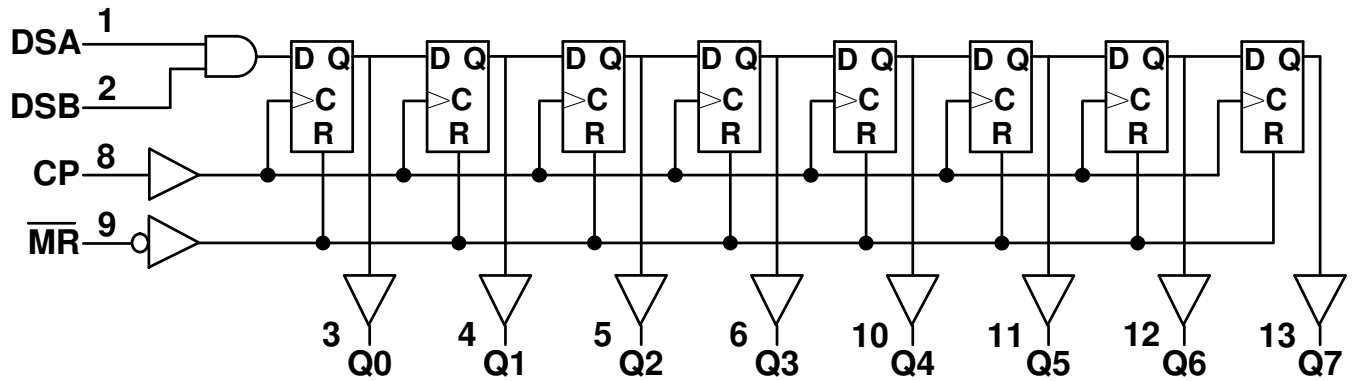 DSA 1
D Q D Q D Q D Q D Q D Q D Q D Q
DSB 2
C C C C C C C C
R R R R R R R R
CP 8
MR 9
3 4 5 6 10 11 12 13
Q0 Q1 Q2 Q3 Q4 Q5 Q6 Q7